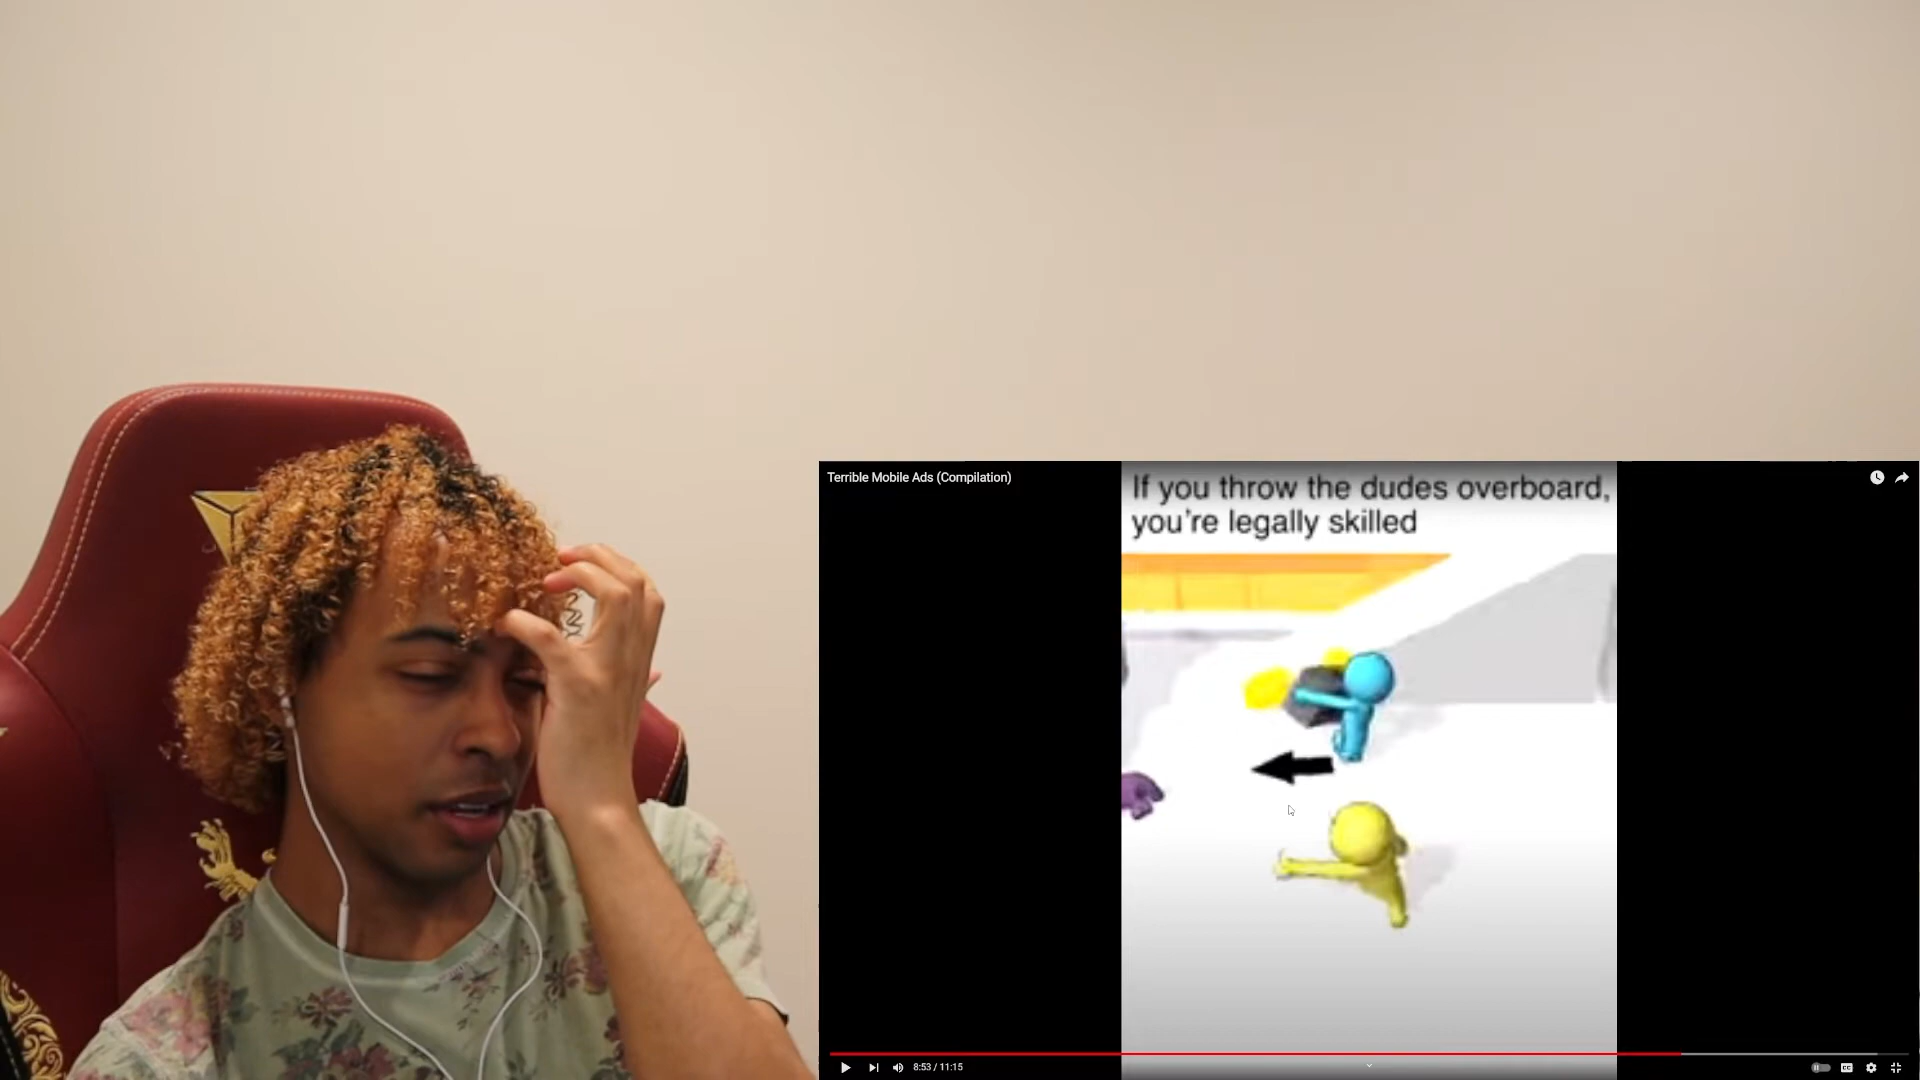 Terrible Mobile Ads (Compilation)
If you throw the dudes overboard,
you're legally skilled
8:53 / 11:15